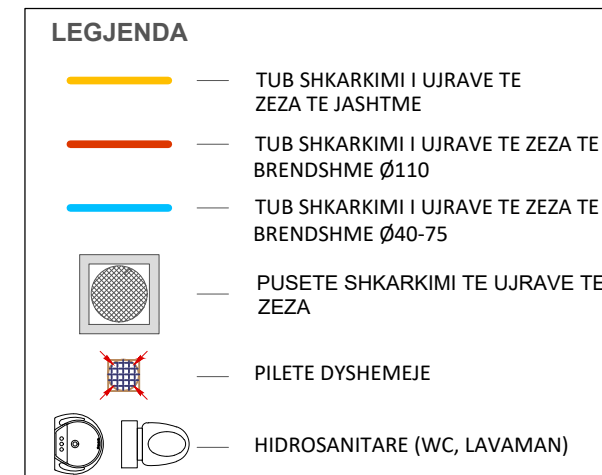 LEGJENDA
TUB SHKARKIMI I UJRAVE TE
ZEZA TE JASHTME
TUB SHKARKIMI I UJRAVE TE ZEZA TE
BRENDSHME Ø110
TUB SHKARKIMI I UJRAVE TE ZEZA TE
BRENDSHME Ø40-75
PUSETE SHKARKIMI TE UJRAVE TE
ZEZA
PILETE DYSHEMEJE
HIDROSANITARE (WC, LAVAMAN)